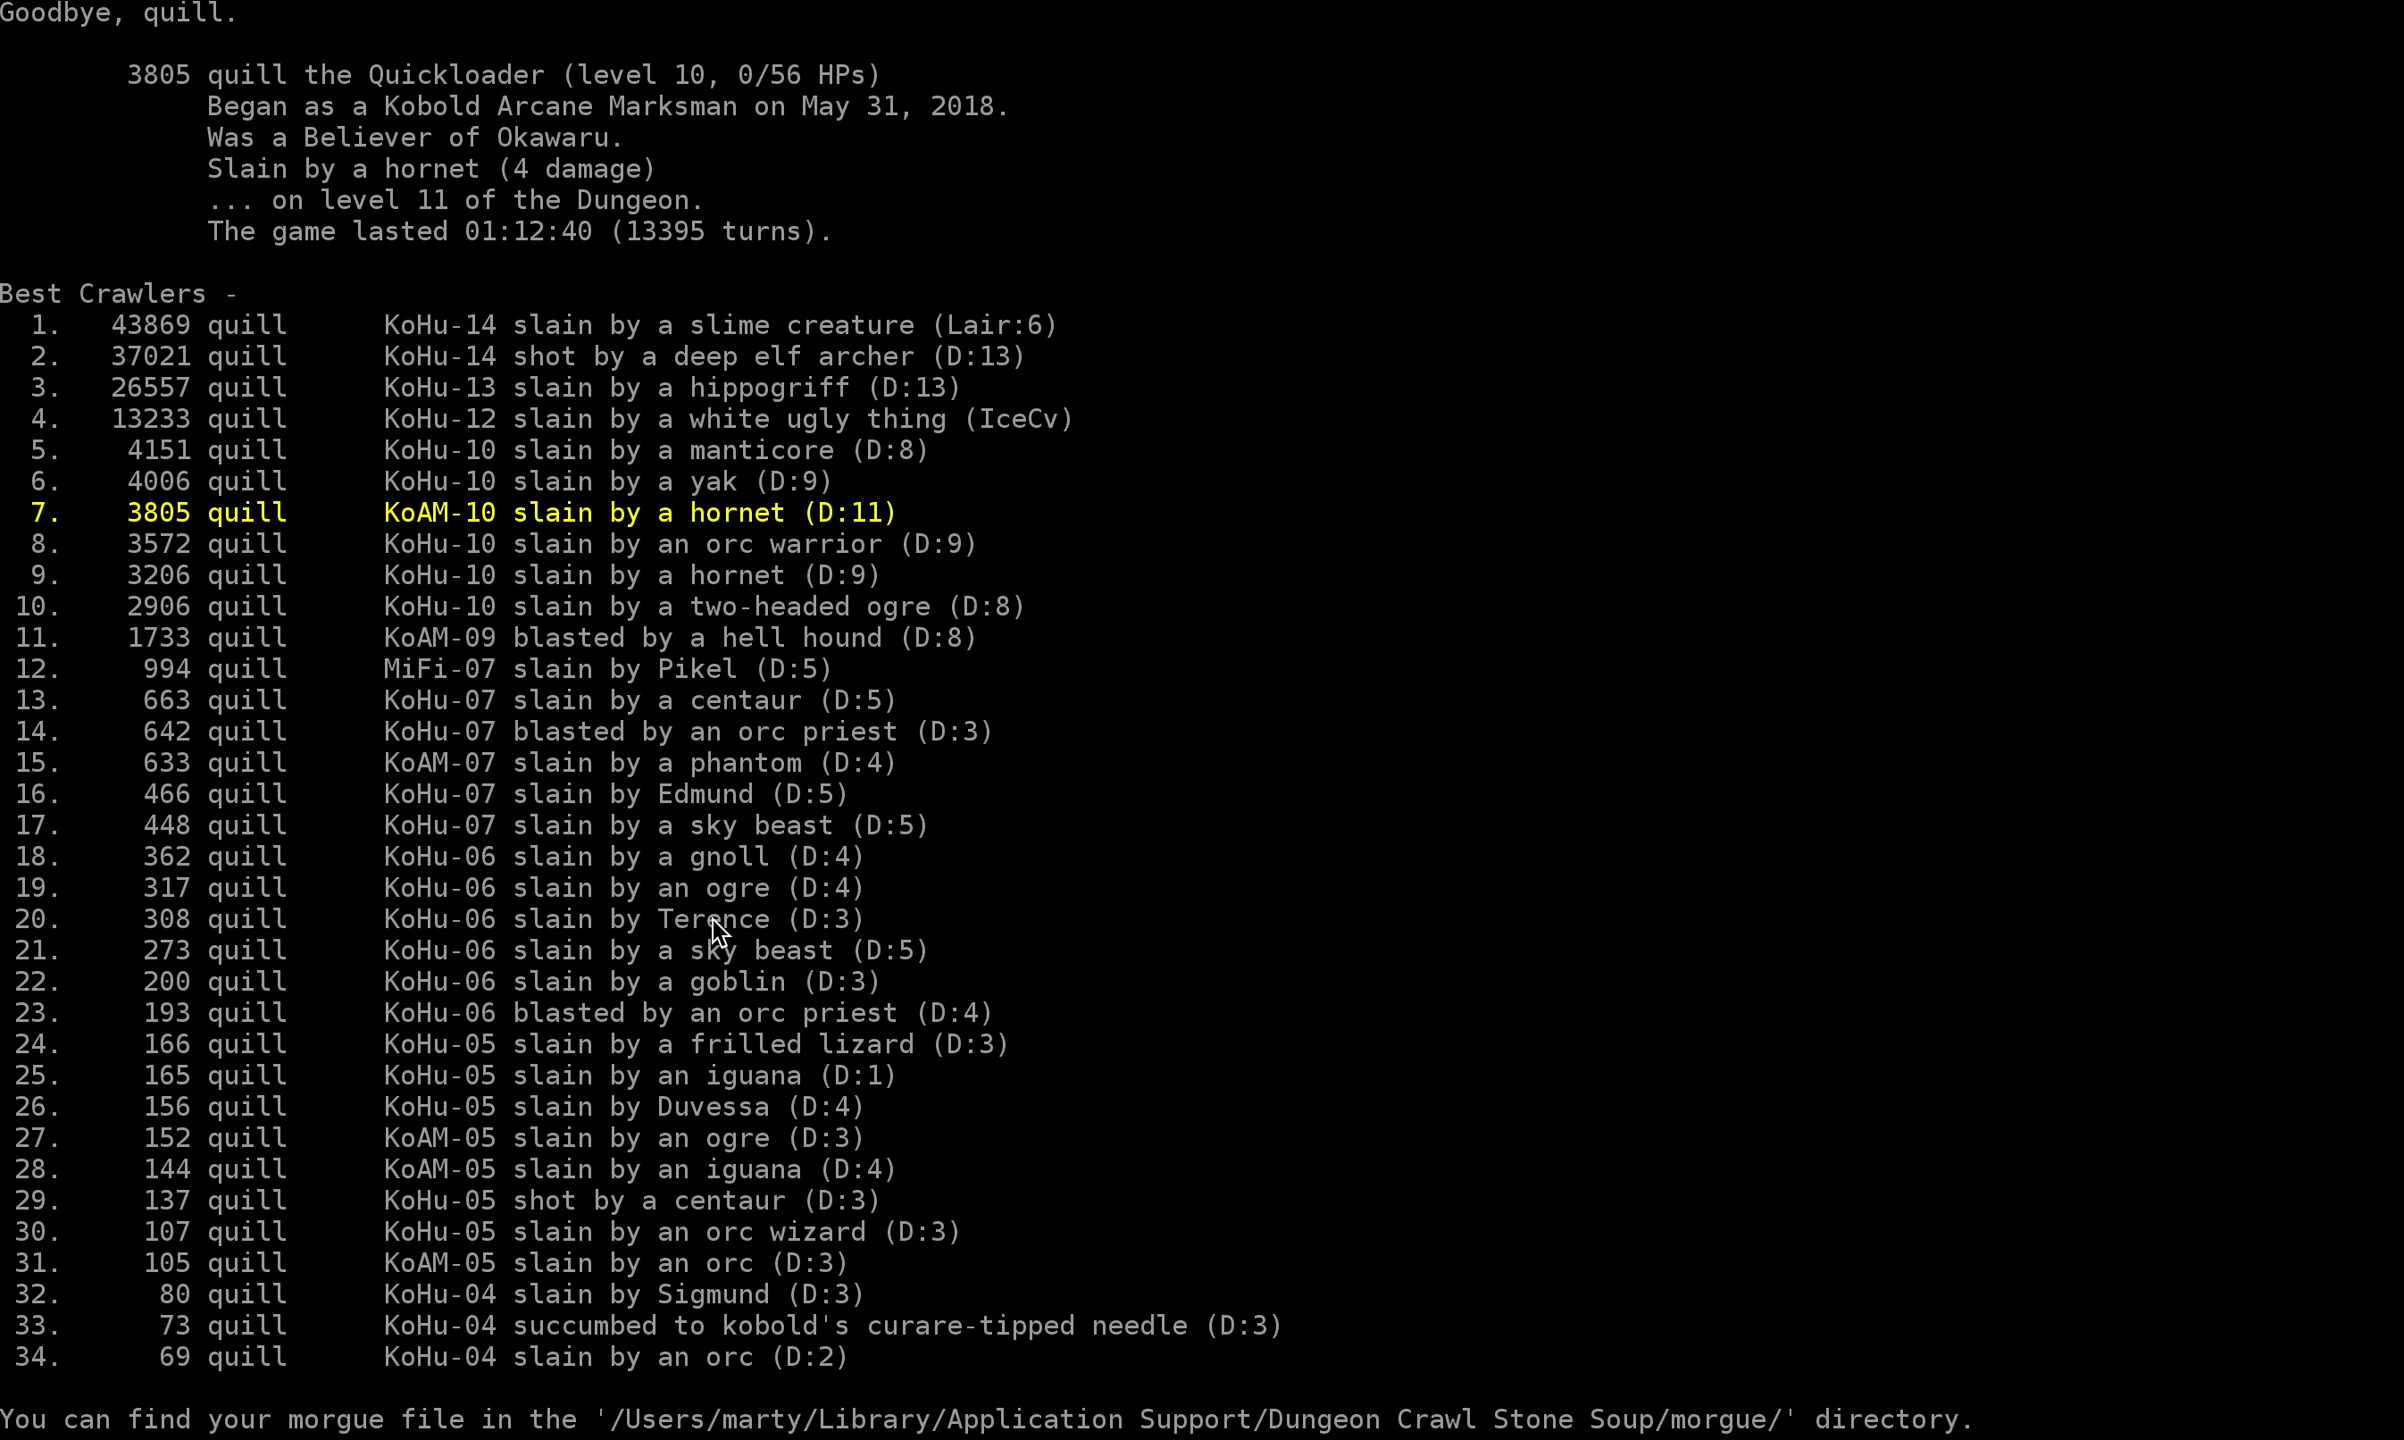 Goodbye, quill.
3805 quill the Quickloader (level 10, 0/56 HPs)
Began as a Kobold Arcane Marksman on May 31, 2018.
Was a Believer of Okawaru.
Slain by a hornet (4 damage)
... on level 11 of the Dungeon.
The game lasted 01:12:40 (13395 turns).
Best Crawlers -
1. 43869 quill KoHu-14 slain by a slime creature (Lair:6)
2. 37021 quill KoHu-14 shot by a deep elf archer (D:13)
3. 26557 quill KoHu-13 slain by a hippogriff (D:13)
4. 13233 quill KoHu-12 slain by a white ugly thing (IceCv)
5. 4151 quill KoHu-10 slain by a manticore (D:8)
6. 4006 quill KoHu-10 slain by a yak (D:9)
7. 3805 quill KoAM-10 slain by a hornet (D:11)
8. 3572 quill KoHu-10 slain by an orc warrior (D:9)
9. 3206 quill KoHu-10 slain by a hornet (D:9)
10. 2906 quill KoHu-10 slain by a two-headed ogre (D:8)
11. 1733 quill KoAM-09 blasted by a hell hound (D:8)
12. 994 quill MiFi-07 slain by Pikel (D:5)
13. 663 quill KoHu-07 slain by a centaur (D:5)
14. 642 quill KoHu-07 blasted by an orc priest (D:3)
15. 633 quill KoAM-07 slain by a phantom (D:4)
16. 466 quill KoHu-07 slain by Edmund (D:5)
17. 448 quill KoHu-07 slain by a sky beast (D:5)
18. 362 quill KoHu-06 slain by a gnoll (D:4)
19. 317 quill KoHu-06 slain by an ogre (D:4)
20. 308 quill KoHu-06 slain by Terence (D:3)
21. 273 quill KoHu-06 slain by a sky beast (D:5)
22. 200 quill KoHu-06 slain by a goblin (D:3)
23. 193 quill KoHu-06 blasted by an orc priest (D:4)
24. 166 quill KoHu-05 slain by a frilled lizard (D:3)
25. 165 quill KoHu-05 slain by an iguana (D:1)
26. 156 quill KoHu-05 slain by Duvessa (D:4)
27. 152 quill KoAM-05 slain by an ogre (D:3)
28. 144 quill KoAM-05 slain by an iguana (D:4)
29. 137 quill KoHu-05 shot by a centaur (D:3)
30. 107 quill KoHu-05 slain by an orc wizard (D:3)
31. 105 quill KoAM-05 slain by an orc (D:3)
32. 80 quill KoHu-04 slain by Sigmund (D:3)
33. 73 quill KoHu-04 succumbed to kobold's curare-tipped needle (D:3)
34. 69 quill KoHu-04 slain by an orc (D:2)
You can find your morgue file in the '/Users/marty/Library/Application Support/Dungeon Crawl Stone Soup/morgue/' directory.